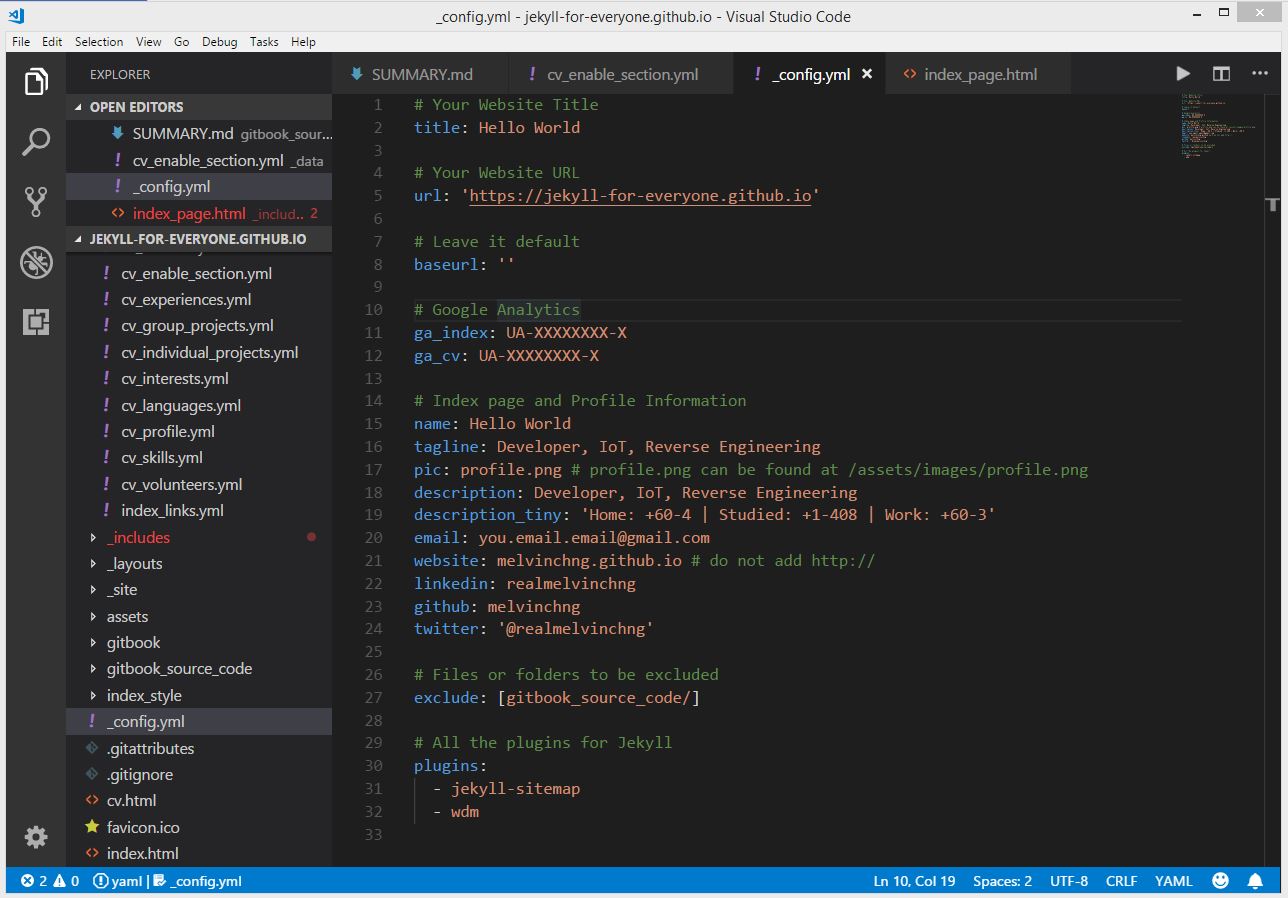 _config.yml - jekyll-for-everyone.github.io - Visual Studio Code
File Edit Selection View Go Debug Tasks Help
EXPLORER
OPEN EDITORS
SUMMARY.md gitbook_sour...
cv_enable_section.yml _data
_config.yml
index_page.html _includ.. 2
JEKYLL-FOR-EVERYONE.GITHUB.IO
cv_enable_section.yml
cv_experiences.yml
cv_group_projects.yml
cv_individual_projects.yml
cv_interests.yml
cv_languages.yml
cv_profile.yml
cv_skills.yml
cv_volunteers.yml
index_links.yml
_includes
_layouts
_site
assets
gitbook
gitbook_source_code
index_style
_config.yml
.gitattributes
.gitignore
cv.html
favicon.ico
index.html
SUMMARY.md cv_enable_section.yml _config.yml index_page.html
1 # Your Website Title
2 title: Hello World
3
4 # Your Website URL
5 url: 'https://jekyll-for-everyone.github.io'
6
7 # Leave it default
8 baseurl: ''
9
10 # Google Analytics
11 ga_index: UA-XXXXXXXX-X
12 ga_cv: UA-XXXXXXXX-X
13
14 # Index page and Profile Information
15 name: Hello World
16 tagline: Developer, IoT, Reverse Engineering
17 pic: profile.png # profile.png can be found at /assets/images/profile.png
18 description: Developer, IoT, Reverse Engineering
19 description_tiny: 'Home: +60-4 | Studied: +1-408 | Work: +60-3'
20 email: you.email.email@gmail.com
21 website: melvinchng.github.io # do not add http://
22 linkedin: realmelvinchng
23 github: melvinchng
24 twitter: '@realmelvinchng'
25
26 # Files or folders to be excluded
27 exclude: [gitbook_source_code/]
28
29 # All the plugins for Jekyll
30 plugins:
31 - jekyll-sitemap
32 - wdm
33
2 0 yaml | _config.yml Ln 10, Col 19 Spaces: 2 UTF-8 CRLF YAML